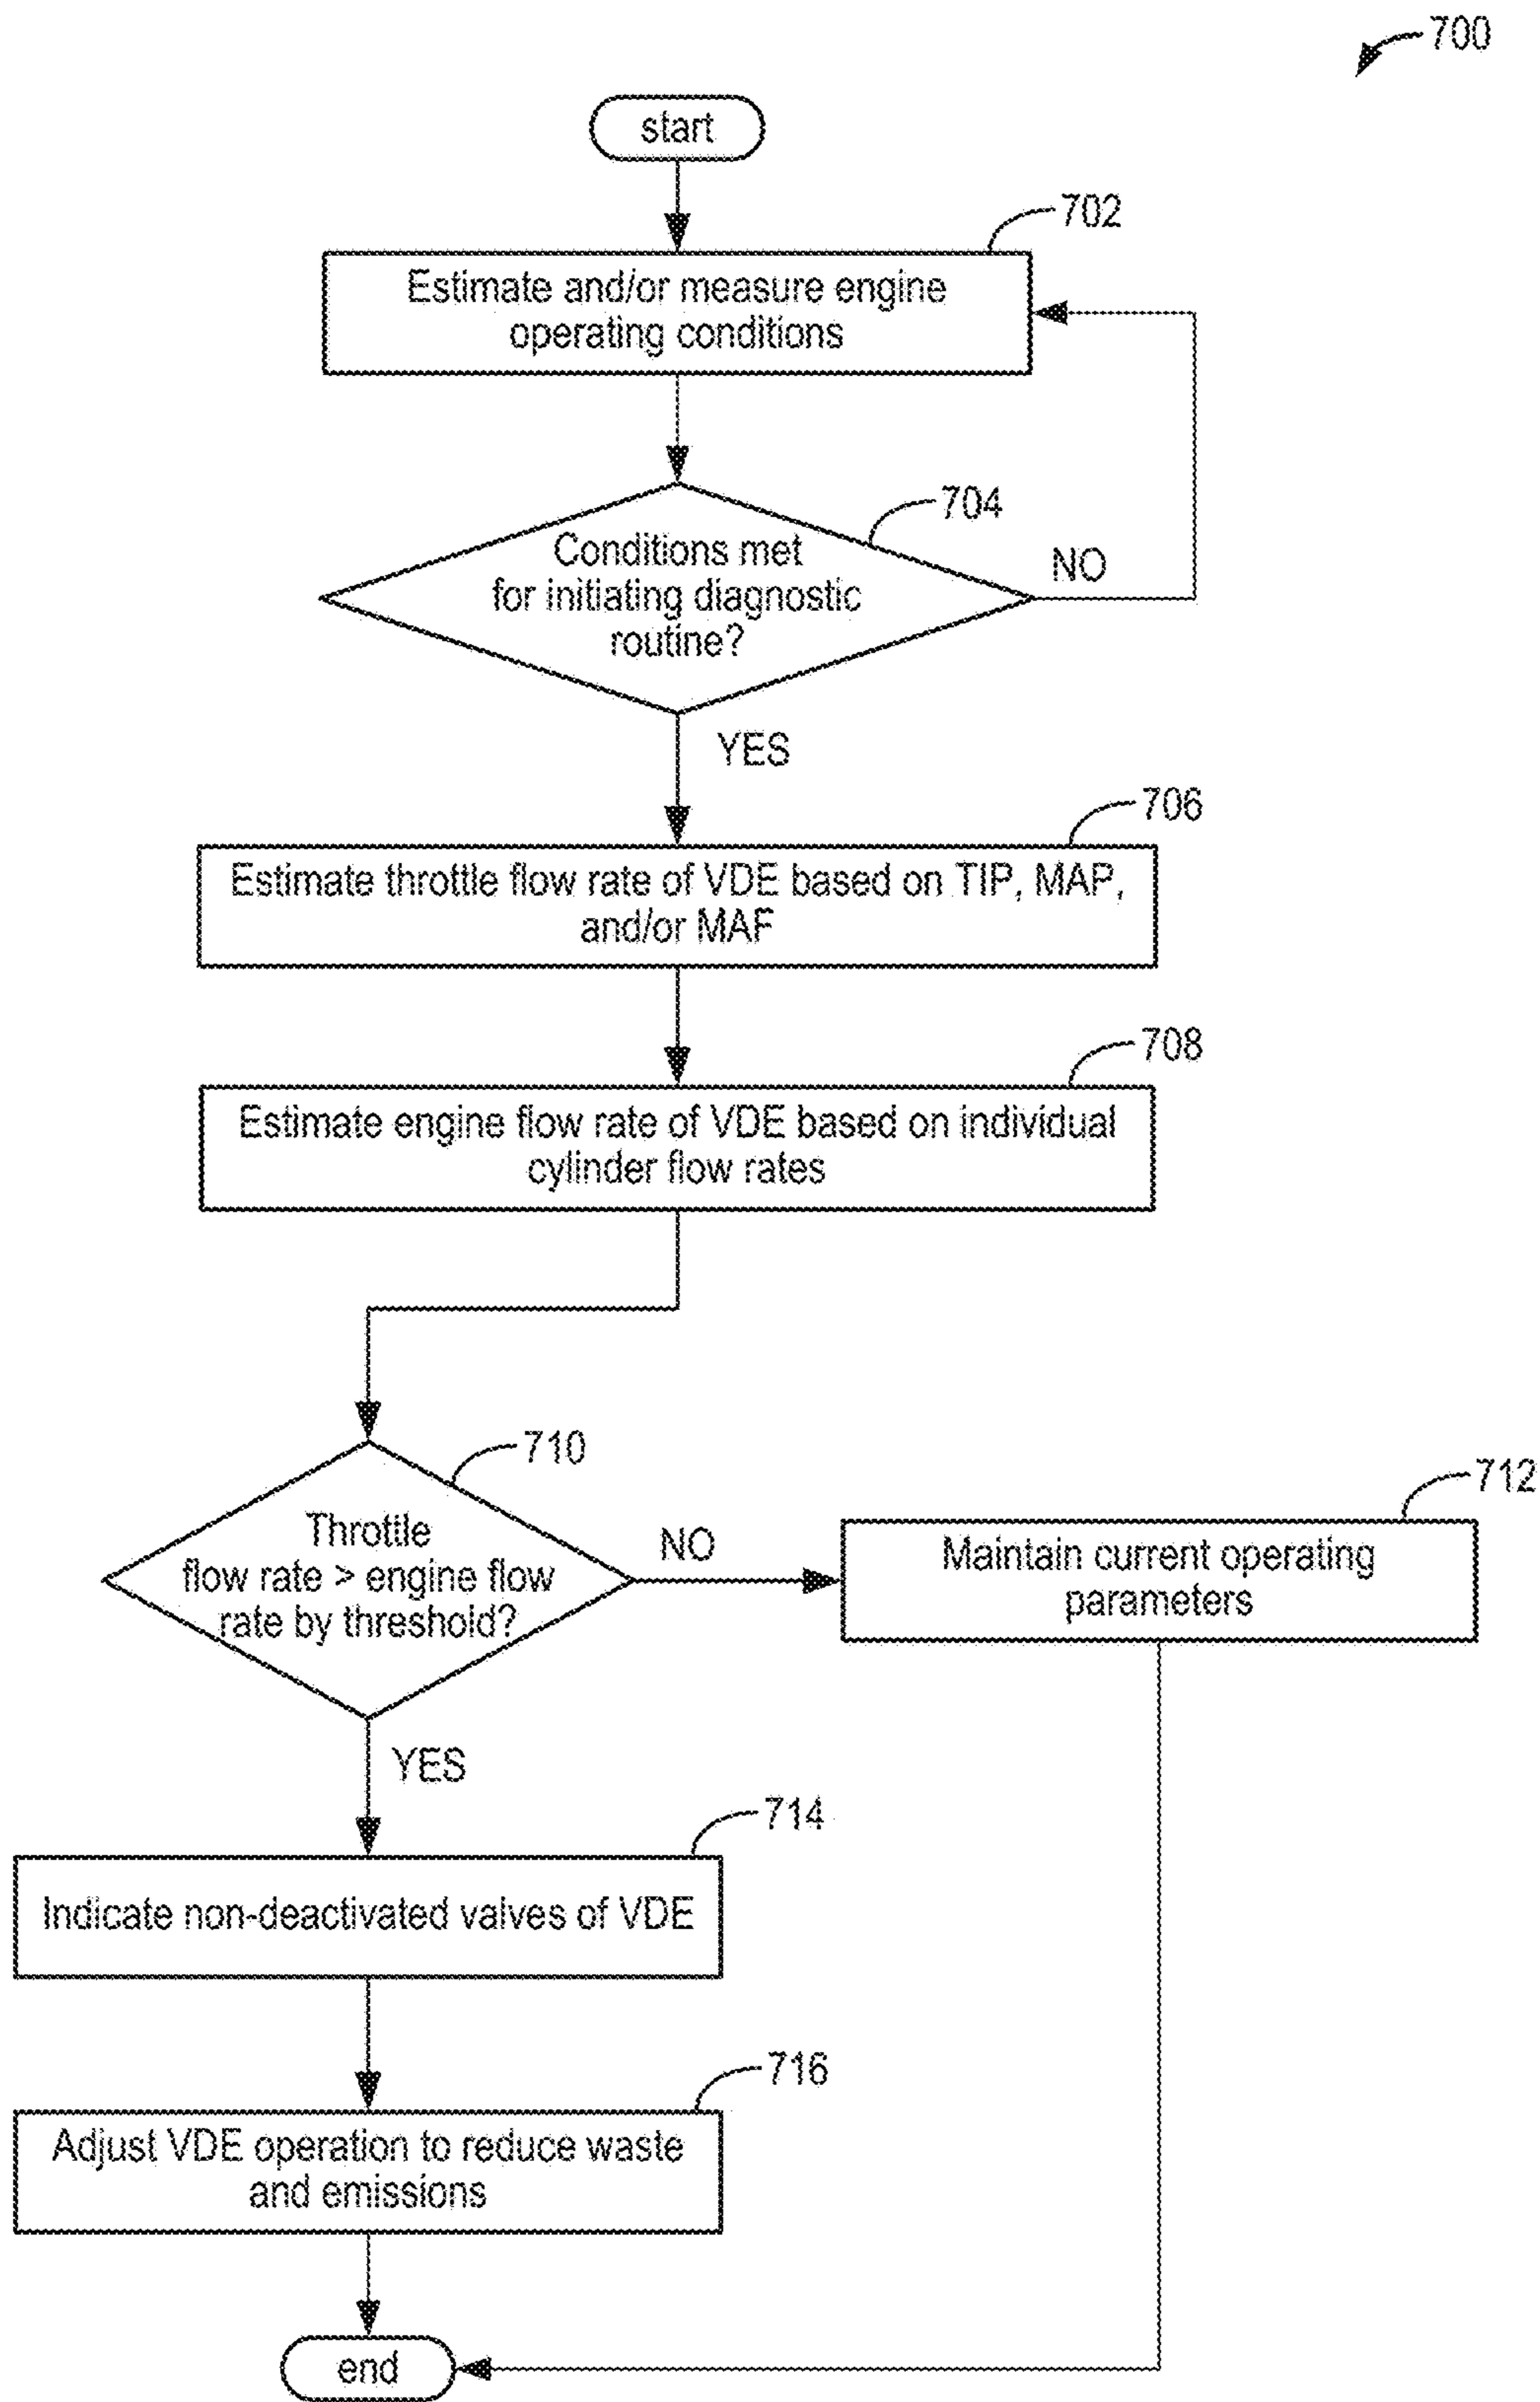 700
start
702
Estimate and/or measure engine
operating conditions
704
Conditions met
for initiating diagnostic
routine?
NO
YES
706
Estimate throttle flow rate of VDE based on TIP, MAP,
and/or MAF
708
Estimate engine flow rate of VDE based on individual
cylinder flow rates
710
Throttle
flow rate > engine flow
rate by threshold?
NO
712
Maintain current operating
parameters
YES
714
Indicate non-deactivated valves of VDE
716
Adjust VDE operation to reduce waste
and emissions
end